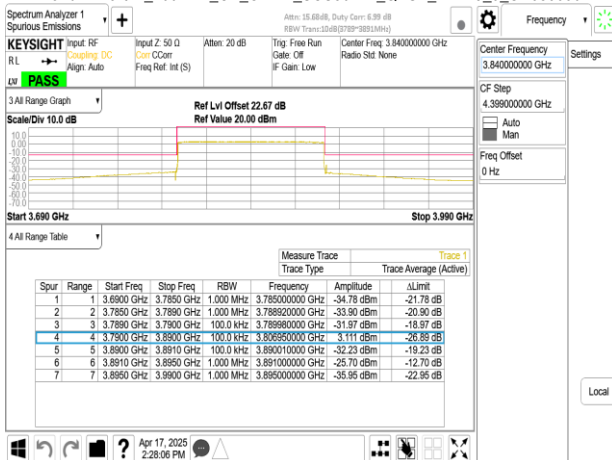 Spectrum Analyzer 1
Spurious Emissions
Attn: 15.68dB, Duty Corr: 6.99 dB
RBW Trans:10dB(3789~3891MHz)
Frequency
KEYSIGHT Input: RF Input Z: 50 Ω Atten: 20 dB Trig: Free Run Center Freq: 3.840000000 GHz
RL Coupling: DC Corr CCorr Gate: Off Radio Std: None
Align: Auto Freq Ref: Int (S) IF Gain: Low
LXI PASS
Center Frequency
3.840000000 GHz
Settings
CF Step
4.399000000 GHz
Auto
Man
Freq Offset
0 Hz
3 All Range Graph
Ref Lvl Offset 22.67 dB
Scale/Div 10.0 dB Ref Value 20.00 dBm
10.0
0.00
-10.0
-20.0
-30.0
-40.0
-50.0
-60.0
-70.0
Start 3.690 GHz Stop 3.990 GHz
4 All Range Table
Measure Trace Trace 1
Trace Type Trace Average (Active)
Spur Range Start Freq Stop Freq RBW Frequency Amplitude ΔLimit
1 1 3.6900 GHz 3.7850 GHz 1.000 MHz 3.785000000 GHz -34.78 dBm -21.78 dB
2 2 3.7850 GHz 3.7890 GHz 1.000 MHz 3.788920000 GHz -33.90 dBm -20.90 dB
3 3 3.7890 GHz 3.7900 GHz 100.0 kHz 3.789980000 GHz -31.97 dBm -18.97 dB
4 4 3.7900 GHz 3.8900 GHz 100.0 kHz 3.806950000 GHz 3.111 dBm -26.89 dB
5 5 3.8900 GHz 3.8910 GHz 100.0 kHz 3.890010000 GHz -32.23 dBm -19.23 dB
6 6 3.8910 GHz 3.8950 GHz 1.000 MHz 3.891000000 GHz -25.70 dBm -12.70 dB
7 7 3.8950 GHz 3.9900 GHz 1.000 MHz 3.895000000 GHz -35.95 dBm -22.95 dB
Local
? Apr 17, 2025
2:28:06 PM